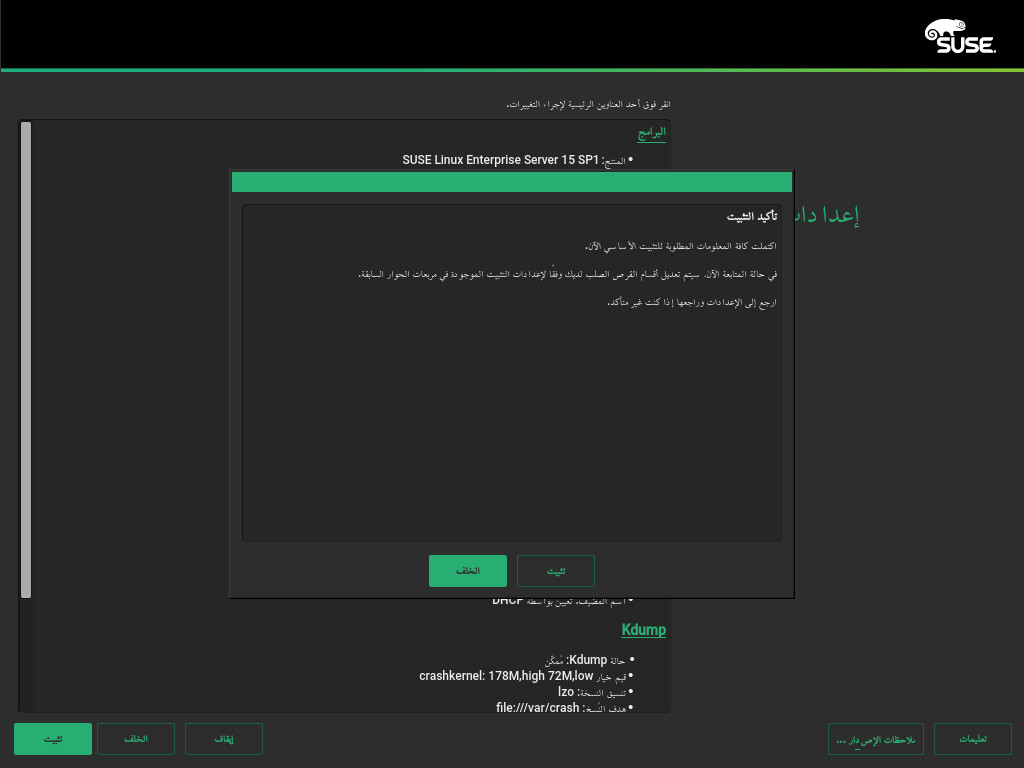 SUSE.
انقر فوق أحد العناوين الرئيسية لإجراء التغييرات.
البرامج
• المنتج: SUSE Linux Enterprise Server 15 SP1
إعدادات
تأكيد التثبيت
اكتملت كافة المعلومات المطلوبة للتثبيت الأساسي الآن.
في حالة المتابعة الآن، سيتم تعديل أقسام القرص الصلب لديك وفقًا لإعدادات التثبيت الموجودة في مربعات الحوار السابقة.
ارجع إلى الإعدادات وراجعها إذا كنت غير متأكد.
تثبيت
الخلف
• اسم المضيف: تعيين بواسطة DHCP
Kdump
• حالة Kdump: مُمكّن
• قيم خيار crashkernel: 178M,high 72M,low
• تنسيق النسخة: lzo
• هدف النَسخ: file:///var/crash
تعليمات
ملاحظات الإصدار ...
إيقاف
الخلف
تثبيت